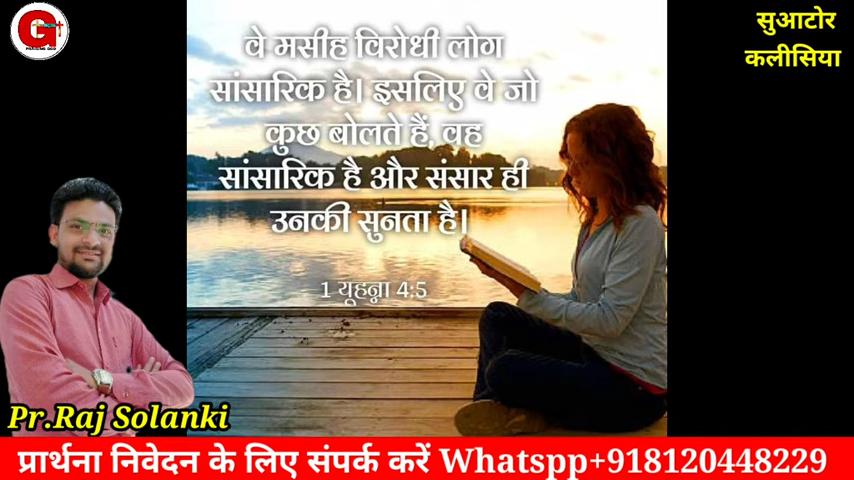 सुआटोर
कलीसिया
वे मसीह विरोधी लोग
सांसारिक है। इसलिए वे जो
कुछ बोलते हैं, वह
सांसारिक है और संसार ही
उनकी सुनता है।
1 यूहन्ना 4:5
Pr.Raj Solanki
प्रार्थना निवेदन के लिए संपर्क करें Whatspp+918120448229